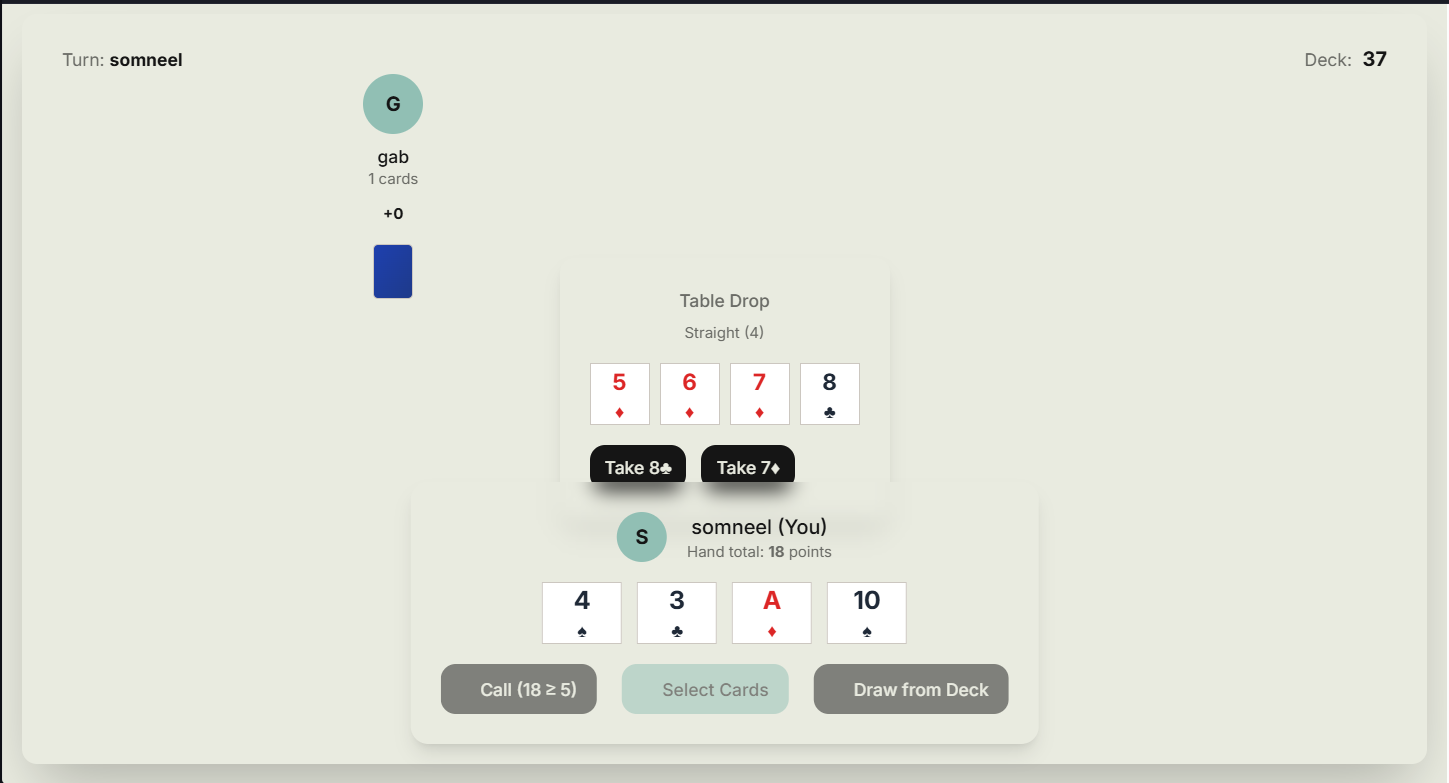 Turn: somneel
Deck: 37
G
gab
1 cards
+0
Table Drop
Straight (4)
5 6 7 8
♦ ♦ ♦ ♣
Take 8♣ Take 7♦
S
somneel (You)
Hand total: 18 points
4 3 A 10
♠ ♣ ♦ ♠
Call (18 ≥ 5) Select Cards Draw from Deck